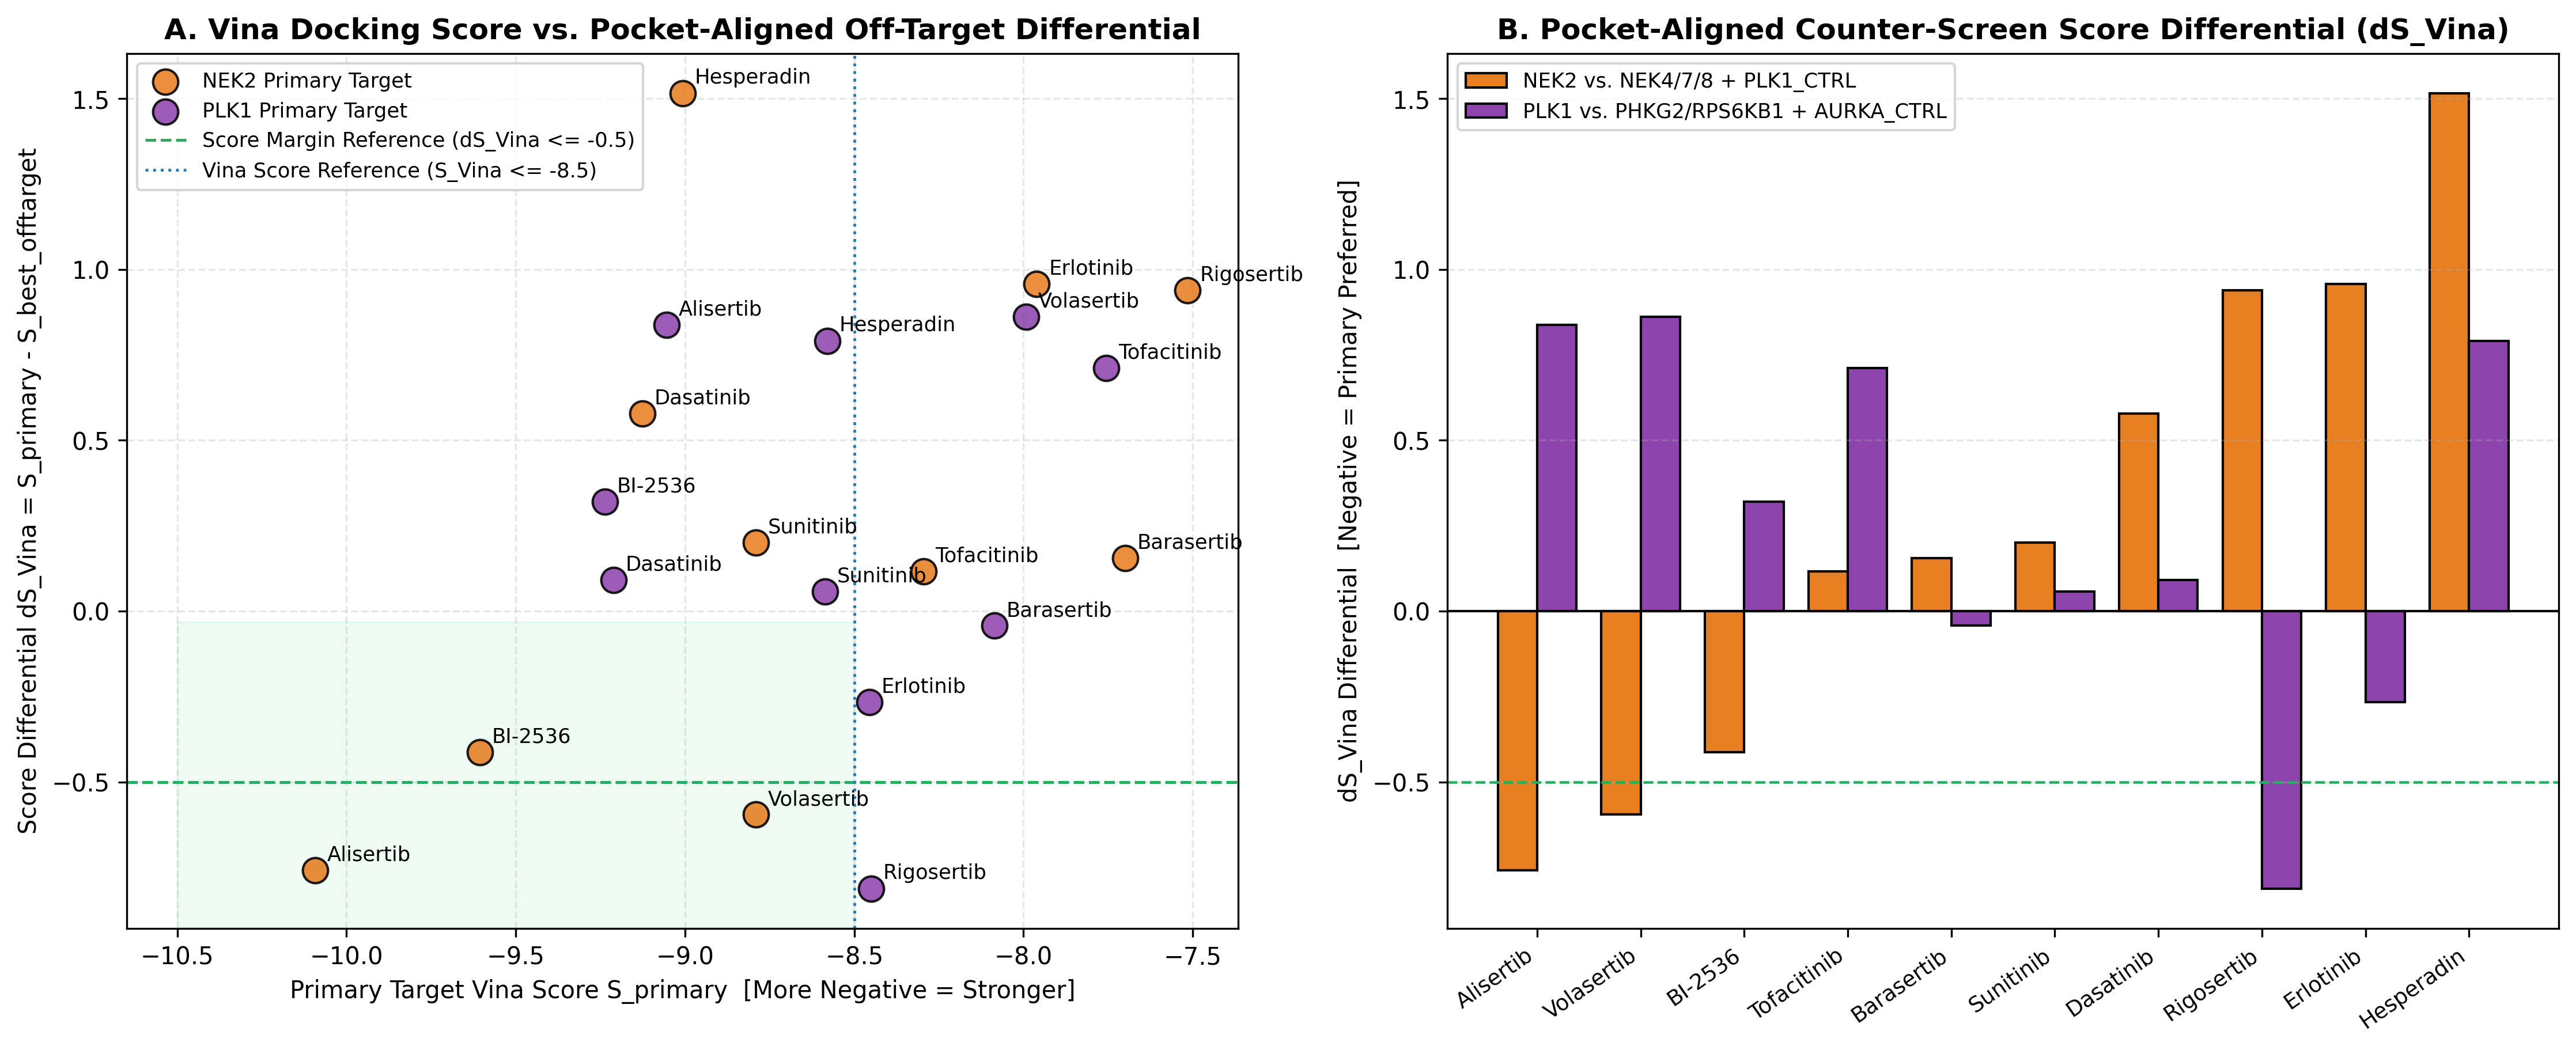 A. Vina Docking Score vs. Pocket-Aligned Off-Target Differential
NEK2 Primary Target
PLK1 Primary Target
Score Margin Reference (dS_Vina <= -0.5)
Vina Score Reference (S_Vina <= -8.5)
Hesperadin
Erlotinib
Rigosertib
Volasertib
Alisertib
Hesperadin
Tofacitinib
Dasatinib
BI-2536
Sunitinib
Tofacitinib
Barasertib
Dasatinib
Sunitinib
Barasertib
Erlotinib
BI-2536
Volasertib
Alisertib
Rigosertib
1.5
1.0
0.5
0.0
−0.5
Score Differential dS_Vina = S_primary - S_best_offtarget
−10.5
−10.0
−9.5
−9.0
−8.5
−8.0
−7.5
Primary Target Vina Score S_primary  [More Negative = Stronger]
B. Pocket-Aligned Counter-Screen Score Differential (dS_Vina)
NEK2 vs. NEK4/7/8 + PLK1_CTRL
PLK1 vs. PHKG2/RPS6KB1 + AURKA_CTRL
1.5
1.0
0.5
0.0
−0.5
dS_Vina Differential  [Negative = Primary Preferred]
Alisertib
Volasertib
BI-2536
Tofacitinib
Barasertib
Sunitinib
Dasatinib
Rigosertib
Erlotinib
Hesperadin